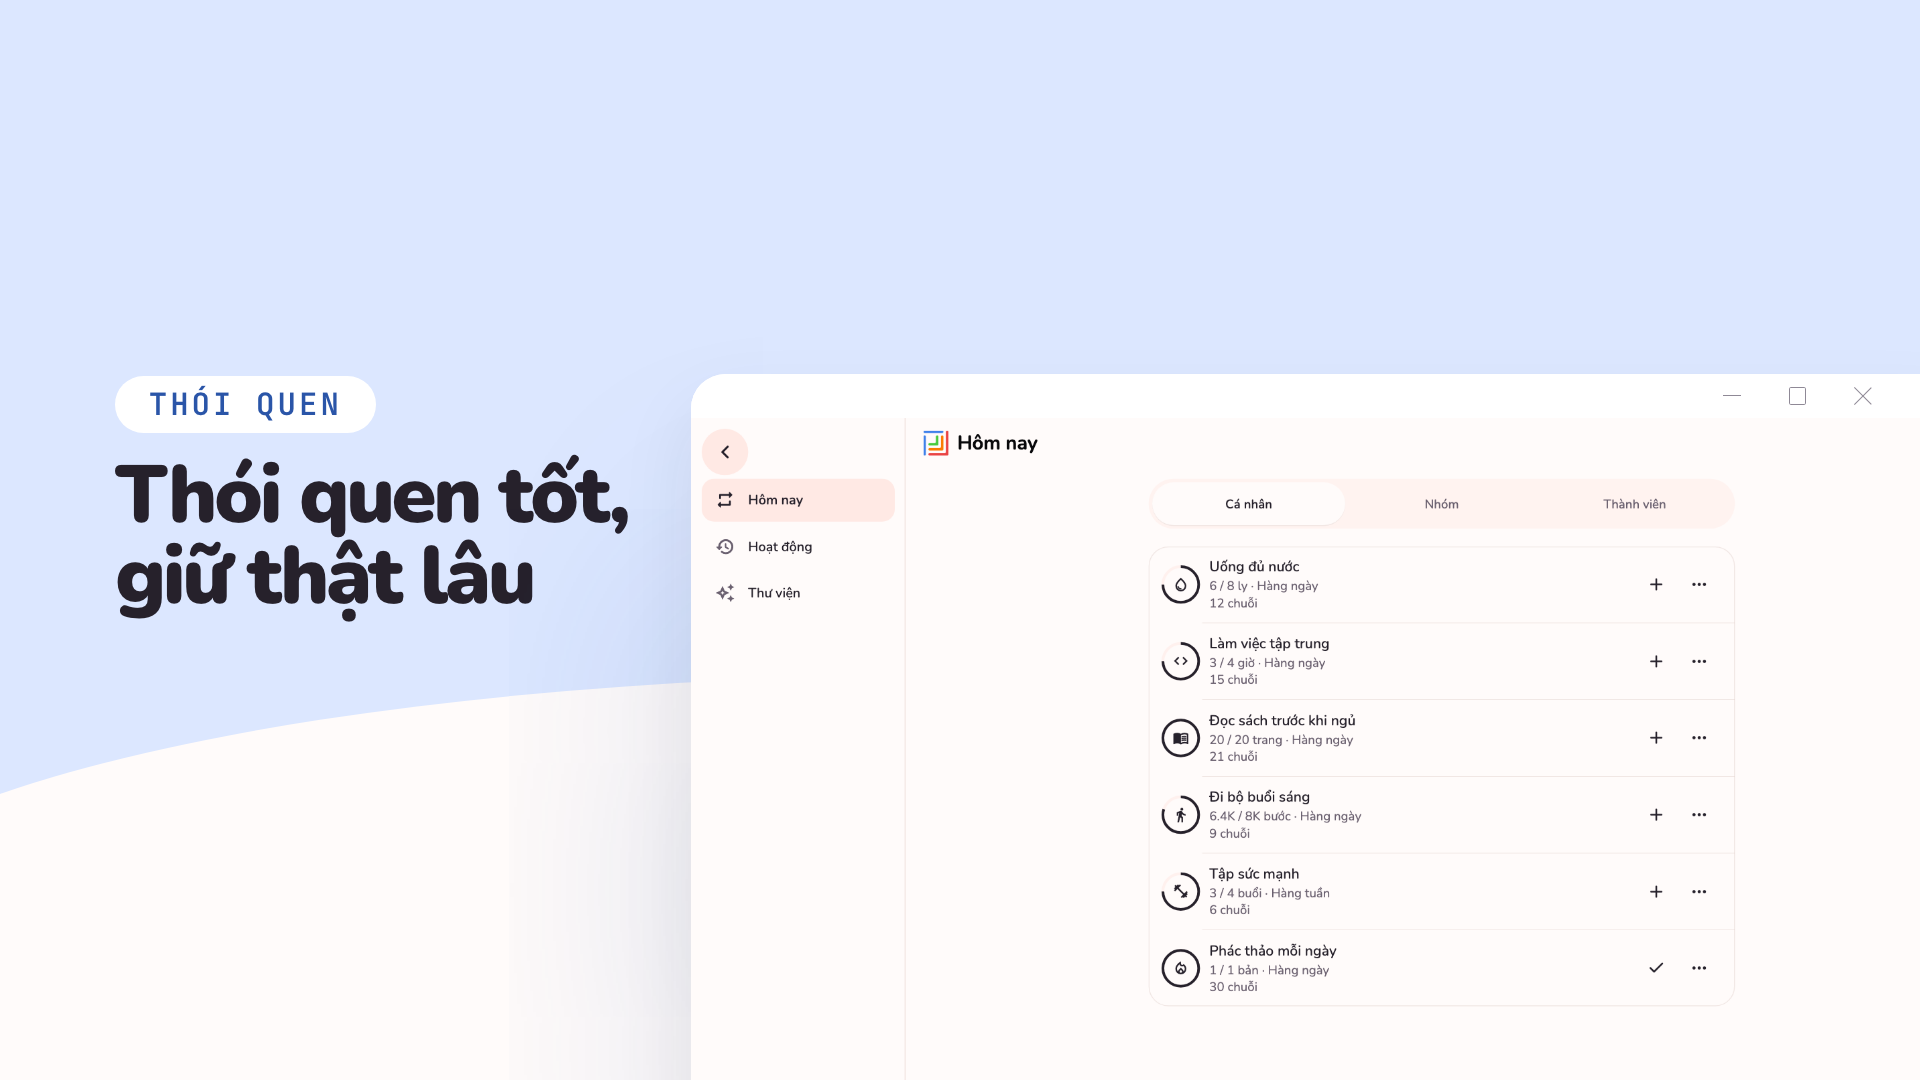 THÓI QUEN
Thói quen tốt,
giữ thật lâu
Hôm nay
Hoạt động
Thư viện
Hôm nay
Cá nhân
Nhóm
Thành viên
Uống đủ nước
6 / 8 ly · Hàng ngày
12 chuỗi
Làm việc tập trung
3 / 4 giờ · Hàng ngày
15 chuỗi
Đọc sách trước khi ngủ
20 / 20 trang · Hàng ngày
21 chuỗi
Đi bộ buổi sáng
6.4K / 8K bước · Hàng ngày
9 chuỗi
Tập sức mạnh
3 / 4 buổi · Hàng tuần
6 chuỗi
Phác thảo mỗi ngày
1 / 1 bản · Hàng ngày
30 chuỗi